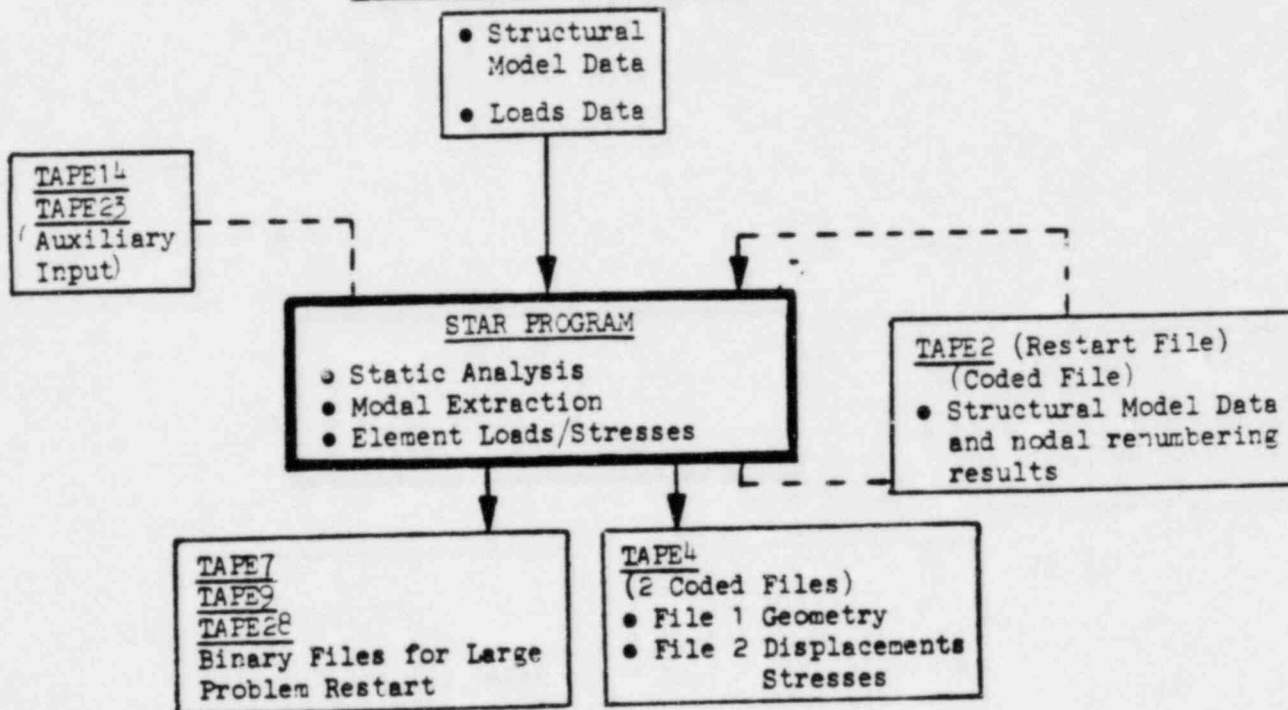 ● Structural
Model Data
● Loads Data
TAPE14
TAPE23
(Auxiliary
Input)
STAR PROGRAM
● Static Analysis
● Modal Extraction
● Element Loads/Stresses
TAPE2 (Restart File)
(Coded File)
● Structural Model Data
and nodal renumbering
results
TAPE7
TAPE9
TAPE28
Binary Files for Large
Problem Restart
TAPE4
(2 Coded Files)
● File 1 Geometry
● File 2 Displacements
Stresses